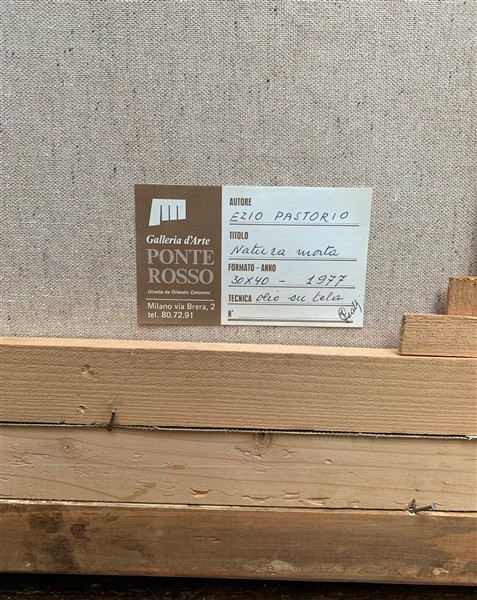 Galleria d'Arte
PONTE
ROSSO
Diretta da Orlando Consonni
Milano via Brera, 2
tel. 80.72.91
AUTORE
EZIO PASTORIO
TITOLO
Natura morta
FORMATO - ANNO
30X40 - 1977
TECNICA olio su tela
N°